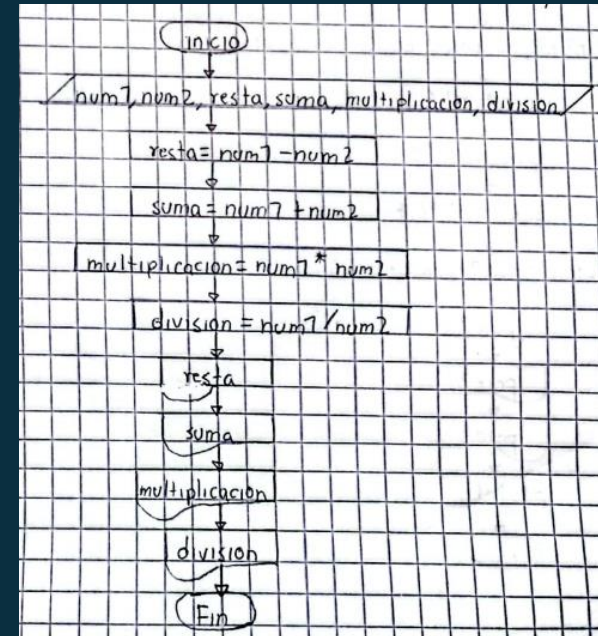 inicio
num1, num2, resta, suma, multiplicacion, division
resta= num1 - num2
suma = num1 + num2
multiplicacion= num1 * num2
division = num1 / num2
resta
suma
multiplicacion
division
Fin